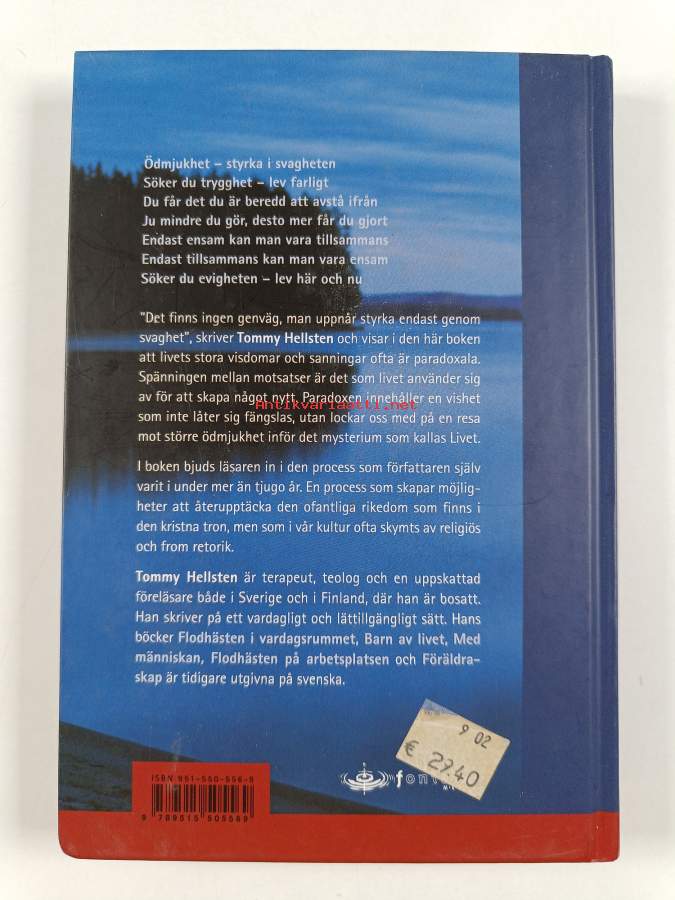 Ödmjukhet – styrka i svagheten
Söker du trygghet – lev farligt
Du får det du är beredd att avstå ifrån
Ju mindre du gör, desto mer får du gjort
Endast ensam kan man vara tillsammans
Endast tillsammans kan man vara ensam
Söker du evigheten – lev här och nu
"Det finns ingen genväg, man uppnår styrka endast genom
svaghet", skriver Tommy Hellsten och visar i den här boken
att livets stora visdomar och sanningar ofta är paradoxala.
Spänningen mellan motsatser är det som livet använder sig
av för att skapa något nytt. Paradoxen innehåller en vishet
Antikvariaatti.net
som inte låter sig fängslas, utan lockar oss med på en resa
mot större ödmjukhet inför det mysterium som kallas Livet.
I boken bjuds läsaren in i den process som författaren själv
varit i under mer än tjugo år. En process som skapar möjlig-
heter att återupptäcka den ofantliga rikedom som finns i
den kristna tron, men som i vår kultur ofta skymts av religiös
och from retorik.
Tommy Hellsten är terapeut, teolog och en uppskattad
föreläsare både i Sverige och i Finland, där han är bosatt.
Han skriver på ett vardagligt och lättillgängligt sätt. Hans
böcker Flodhästen i vardagsrummet, Barn av livet, Med
människan, Flodhästen på arbetsplatsen och Föräldra-
skap är tidigare utgivna på svenska.
9 02
€ 29.40
ISBN 951-550-556-9
9 789515 505569